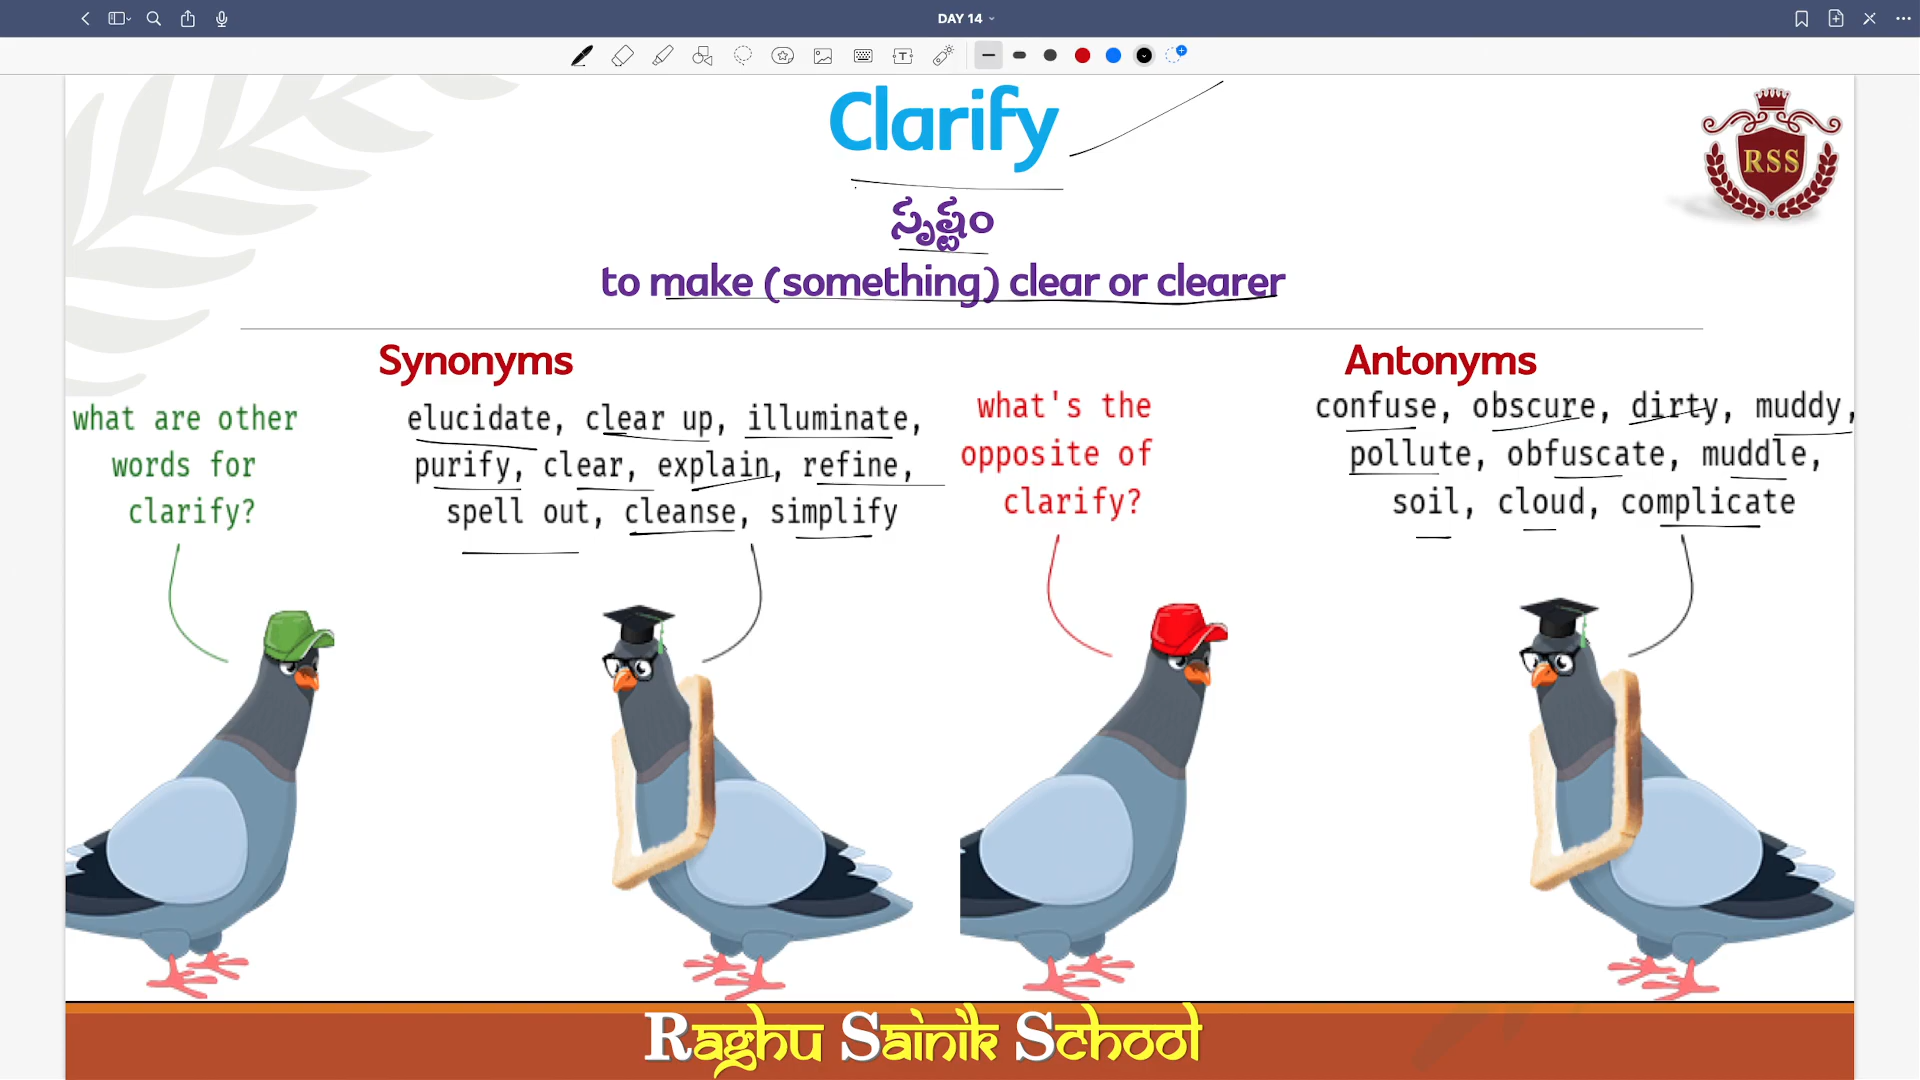 DAY 14
Clarify
RSS
స్పష్టం
to make (something) clear or clearer
Synonyms
Antonyms
what are other
words for
clarify?
elucidate, clear up, illuminate,
purify, clear, explain, refine,
spell out, cleanse, simplify
what's the
opposite of
clarify?
confuse, obscure, dirty, muddy,
pollute, obfuscate, muddle,
soil, cloud, complicate
Raghu Sainik School